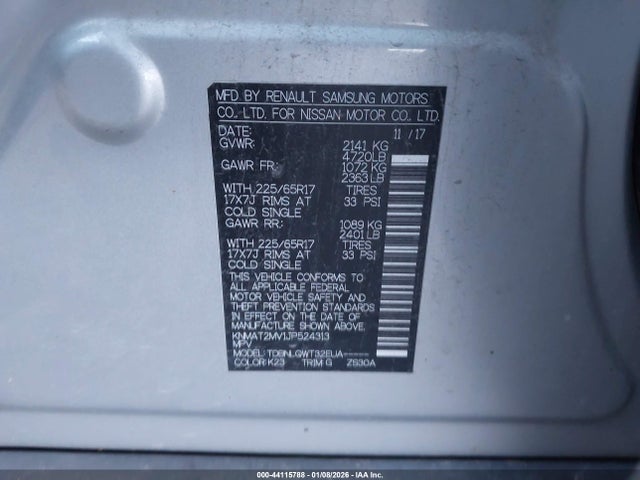 MFD BY RENAULT SAMSUNG MOTORS
CO. LTD. FOR NISSAN MOTOR CO. LTD.
DATE: 11 / 17
GVWR: 2141 KG
4720LB
GAWR FR: 1072 KG
2363LB
WITH 225/65R17 TIRES
17X7J RIMS AT 33 PSI
COLD SINGLE
GAWR RR: 1089 KG
2401LB
WITH 225/65R17 TIRES
17X7J RIMS AT 33 PSI
COLD SINGLE
THIS VEHICLE CONFORMS TO
ALL APPLICABLE FEDERAL
MOTOR VEHICLE SAFETY AND
THEFT PREVENTION STANDARDS
IN EFFECT ON THE DATE OF
MANUFACTURE SHOWN ABOVE.
KNMAT2MV1JP524313
MPV
MODEL: TDBNLQWT32EUA-----
COLOR:K23 TRIM G ZS30A
000-44115788 - 01/08/2026 - IAA Inc.